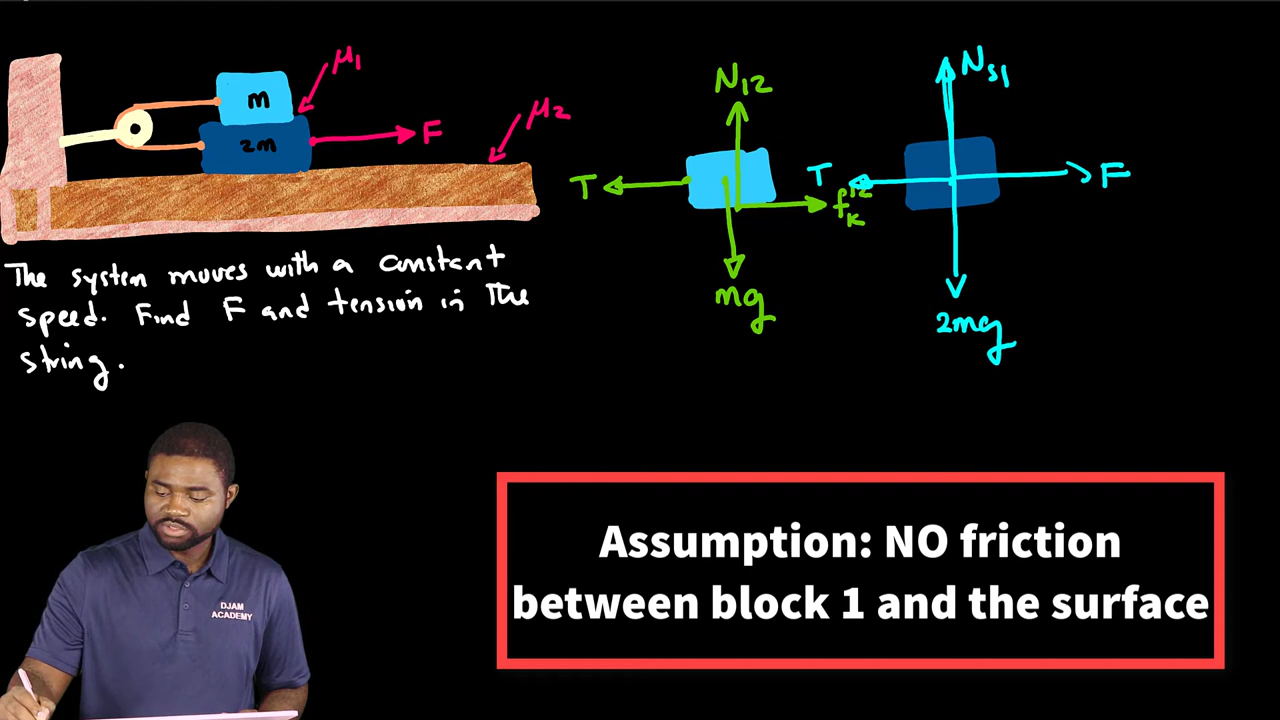 μ1
m
2m
F
μ2
The system moves with a constant
speed. Find F and tension in the
string.
N12
T
f12
k
mg
Ns1
T
F
2mg
DJAM
ACADEMY
Assumption: NO friction
between block 1 and the surface